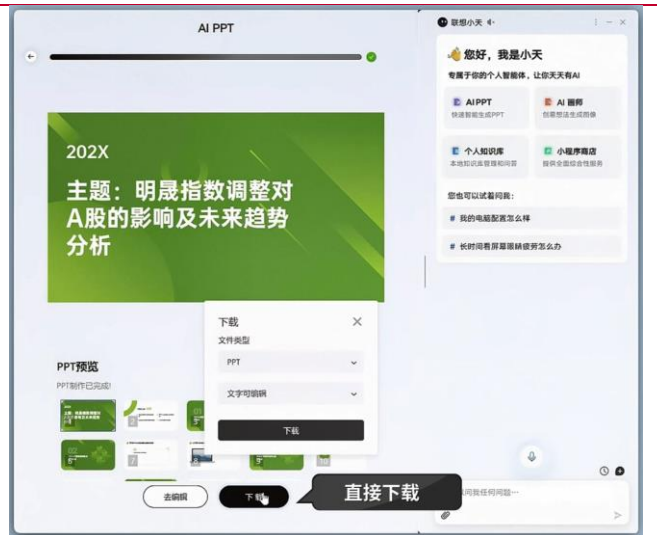 AI PPT
202X
主题：明晟指数调整对
A股的影响及未来趋势
分析
下载
文件类型
PPT
文字可编辑
下载
PPT预览
PPT制作已完成!
去编辑
下载
直接下载
联想小天
您好，我是小天
专属于你的个人智能体，让你天天有AI
AI PPT
快速智能生成PPT
AI 画师
创意想法生成图像
个人知识库
本地知识库管理和问答
小程序商店
提供全面综合性服务
您也可以试着问我：
# 我的电脑配置怎么样
# 长时间看屏幕眼睛疲劳怎么办
问我任何问题…